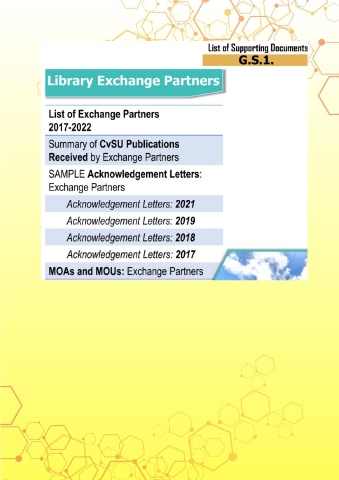 List of Supporting Documents
G.S.1.
Library Exchange Partners
List of Exchange Partners
2017-2022
Summary of CvSU Publications
Received by Exchange Partners
SAMPLE Acknowledgement Letters:
Exchange Partners
Acknowledgement Letters: 2021
Acknowledgement Letters: 2019
Acknowledgement Letters: 2018
Acknowledgement Letters: 2017
MOAs and MOUs: Exchange Partners